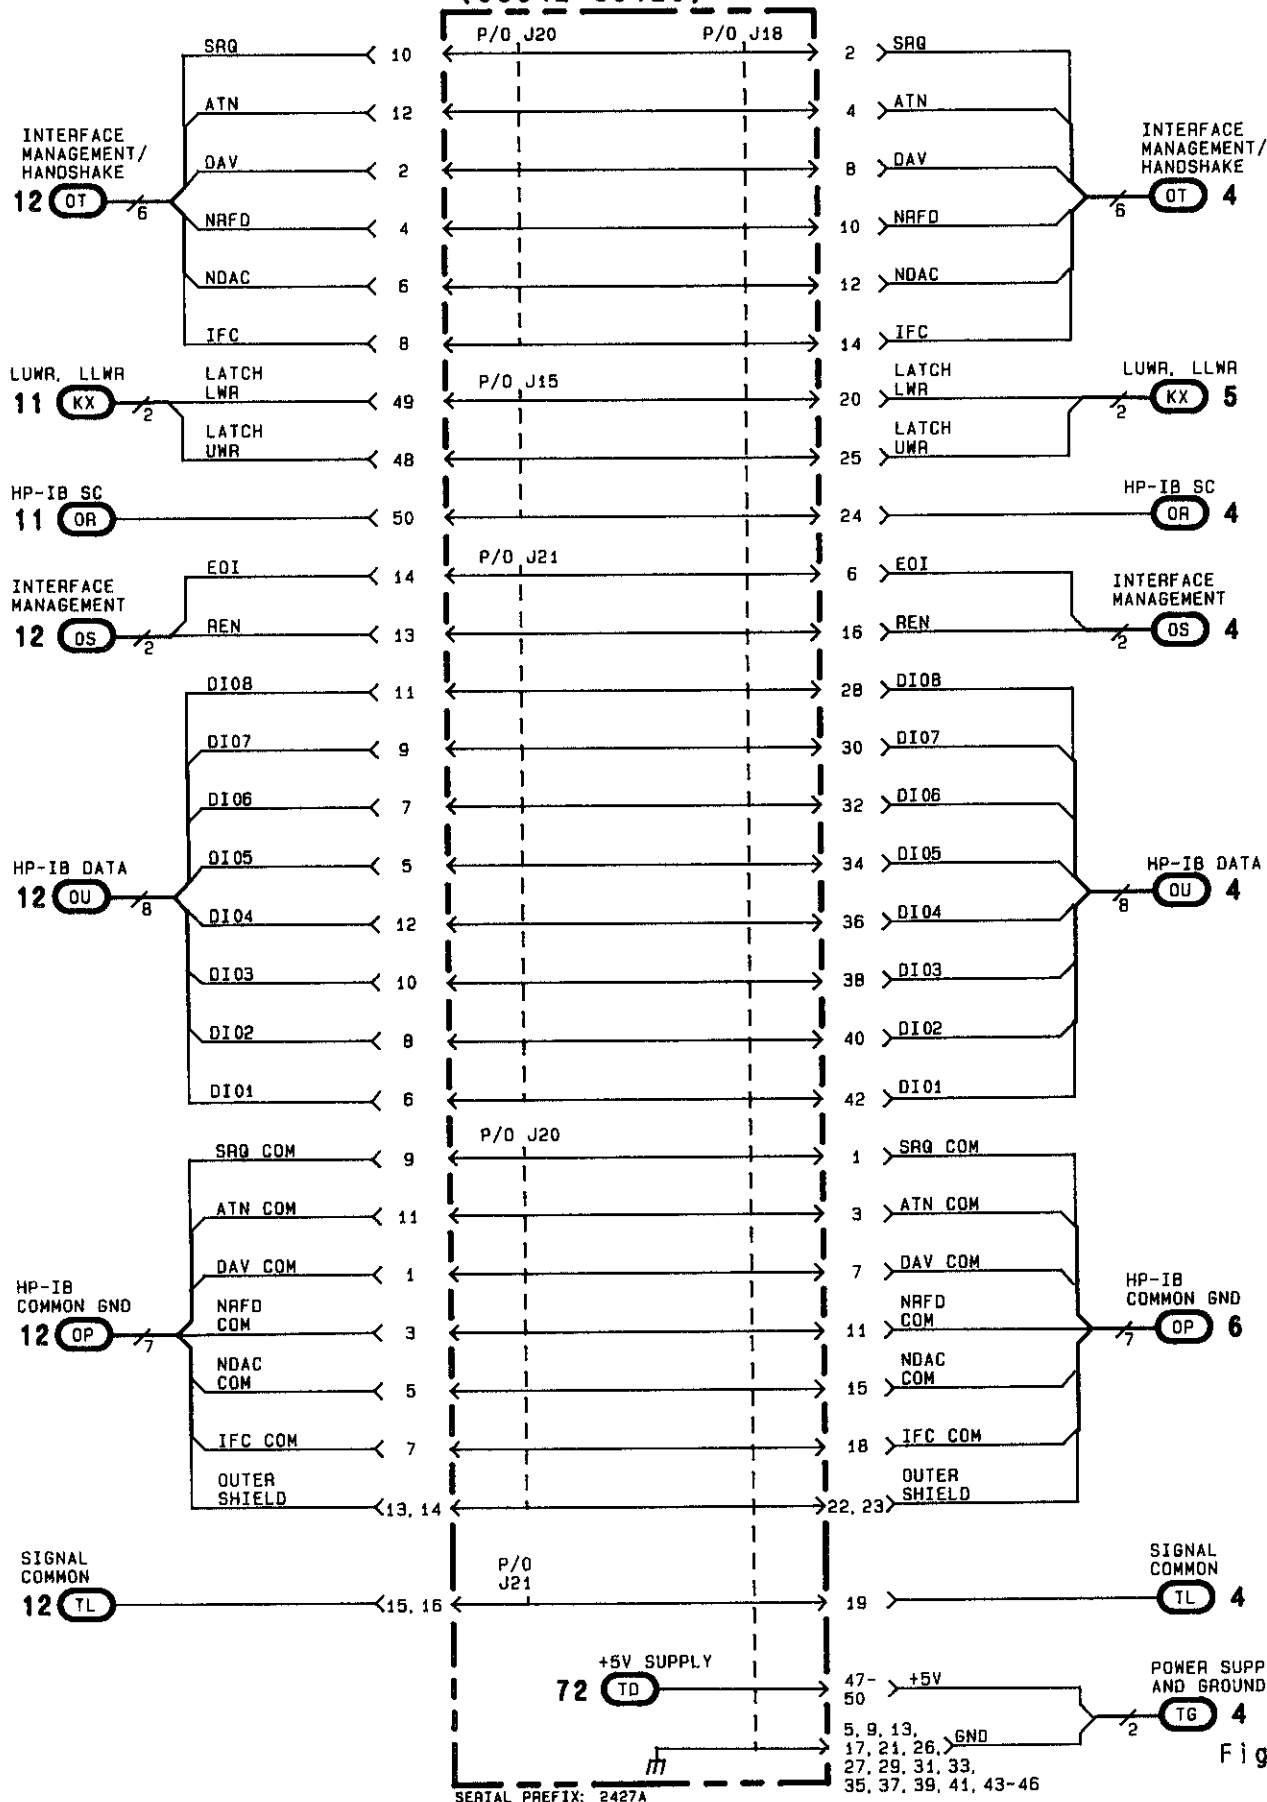 P/O J20 P/O J18
SRQ 10 2 SRQ
ATN 12 4 ATN
INTERFACE
MANAGEMENT/
HANDSHAKE
12 OT 6
DAV 2 8 DAV
INTERFACE
MANAGEMENT/
HANDSHAKE
6 OT 4
NRFD 4 10 NRFD
NDAC 6 12 NDAC
IFC 8 14 IFC
LUWR, LLWR
11 KX 2
LATCH
LWR 49
P/O J15
20 LATCH
LWR
LUWR, LLWR
2 KX 5
LATCH
UWR 48
25 LATCH
UWR
HP-IB SC
11 OR 50 24
HP-IB SC
OR 4
P/O J21
EOI 14 6 EOI
INTERFACE
MANAGEMENT
12 OS 2
REN 13 16 REN
INTERFACE
MANAGEMENT
2 OS 4
DIO8 11 28 DIO8
DIO7 9 30 DIO7
DIO6 7 32 DIO6
DIO5 5 34 DIO5
HP-IB DATA
12 OU 8
HP-IB DATA
8 OU 4
DIO4 12 36 DIO4
DIO3 10 38 DIO3
DIO2 8 40 DIO2
DIO1 6 42 DIO1
P/O J20
SRQ COM 9 1 SRQ COM
ATN COM 11 3 ATN COM
DAV COM 1 7 DAV COM
HP-IB
COMMON GND
12 OP 7
NRFD
COM 3
11 NRFD
COM
HP-IB
COMMON GND
7 OP 6
NDAC
COM 5
15 NDAC
COM
IFC COM 7 18 IFC COM
OUTER
SHIELD 13, 14
22, 23 OUTER
SHIELD
SIGNAL
COMMON
12 TL 15, 16
P/O
J21
19
SIGNAL
COMMON
TL 4
+5V SUPPLY
72 TD
47-
50 +5V
POWER SUPP
AND GROUND
2 TG 4
5, 9, 13,
17, 21, 26, GND
27, 29, 31, 33,
35, 37, 39, 41, 43-46
Fig
SERIAL PREFIX: 2427A